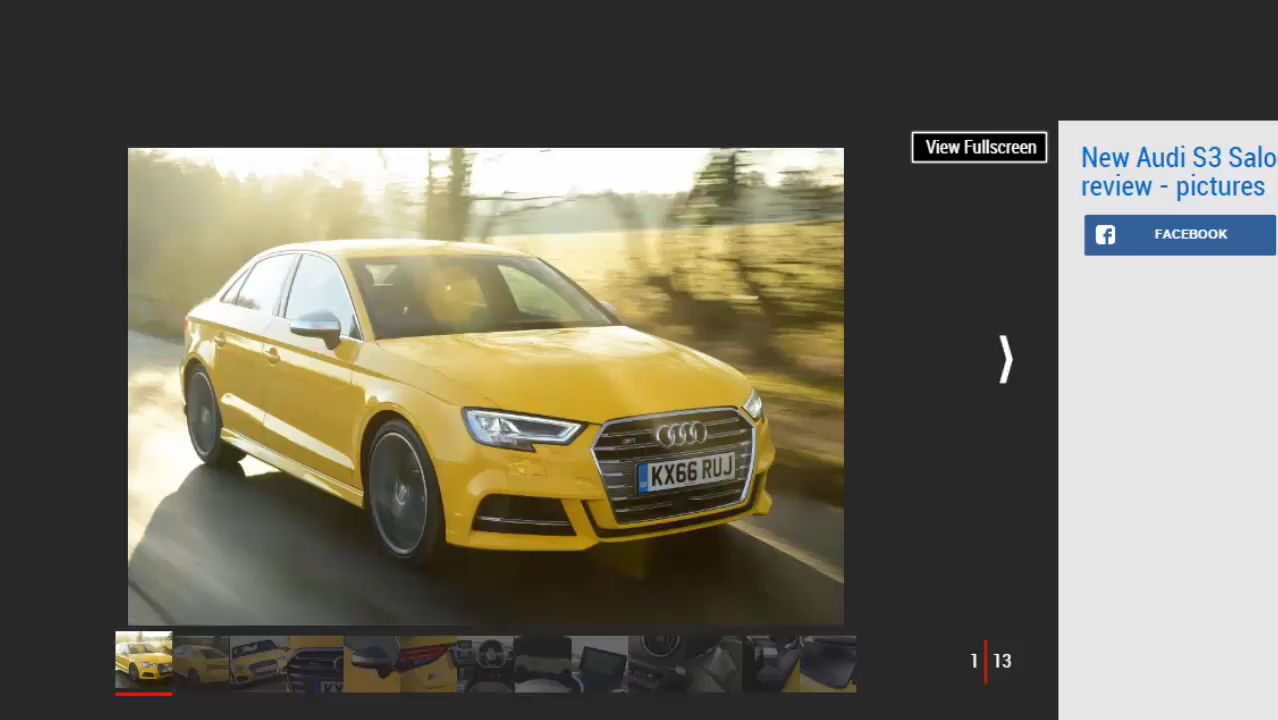 View Fullscreen
New Audi S3 Salo
review - pictures
FACEBOOK
KX66 RUJ
1 13